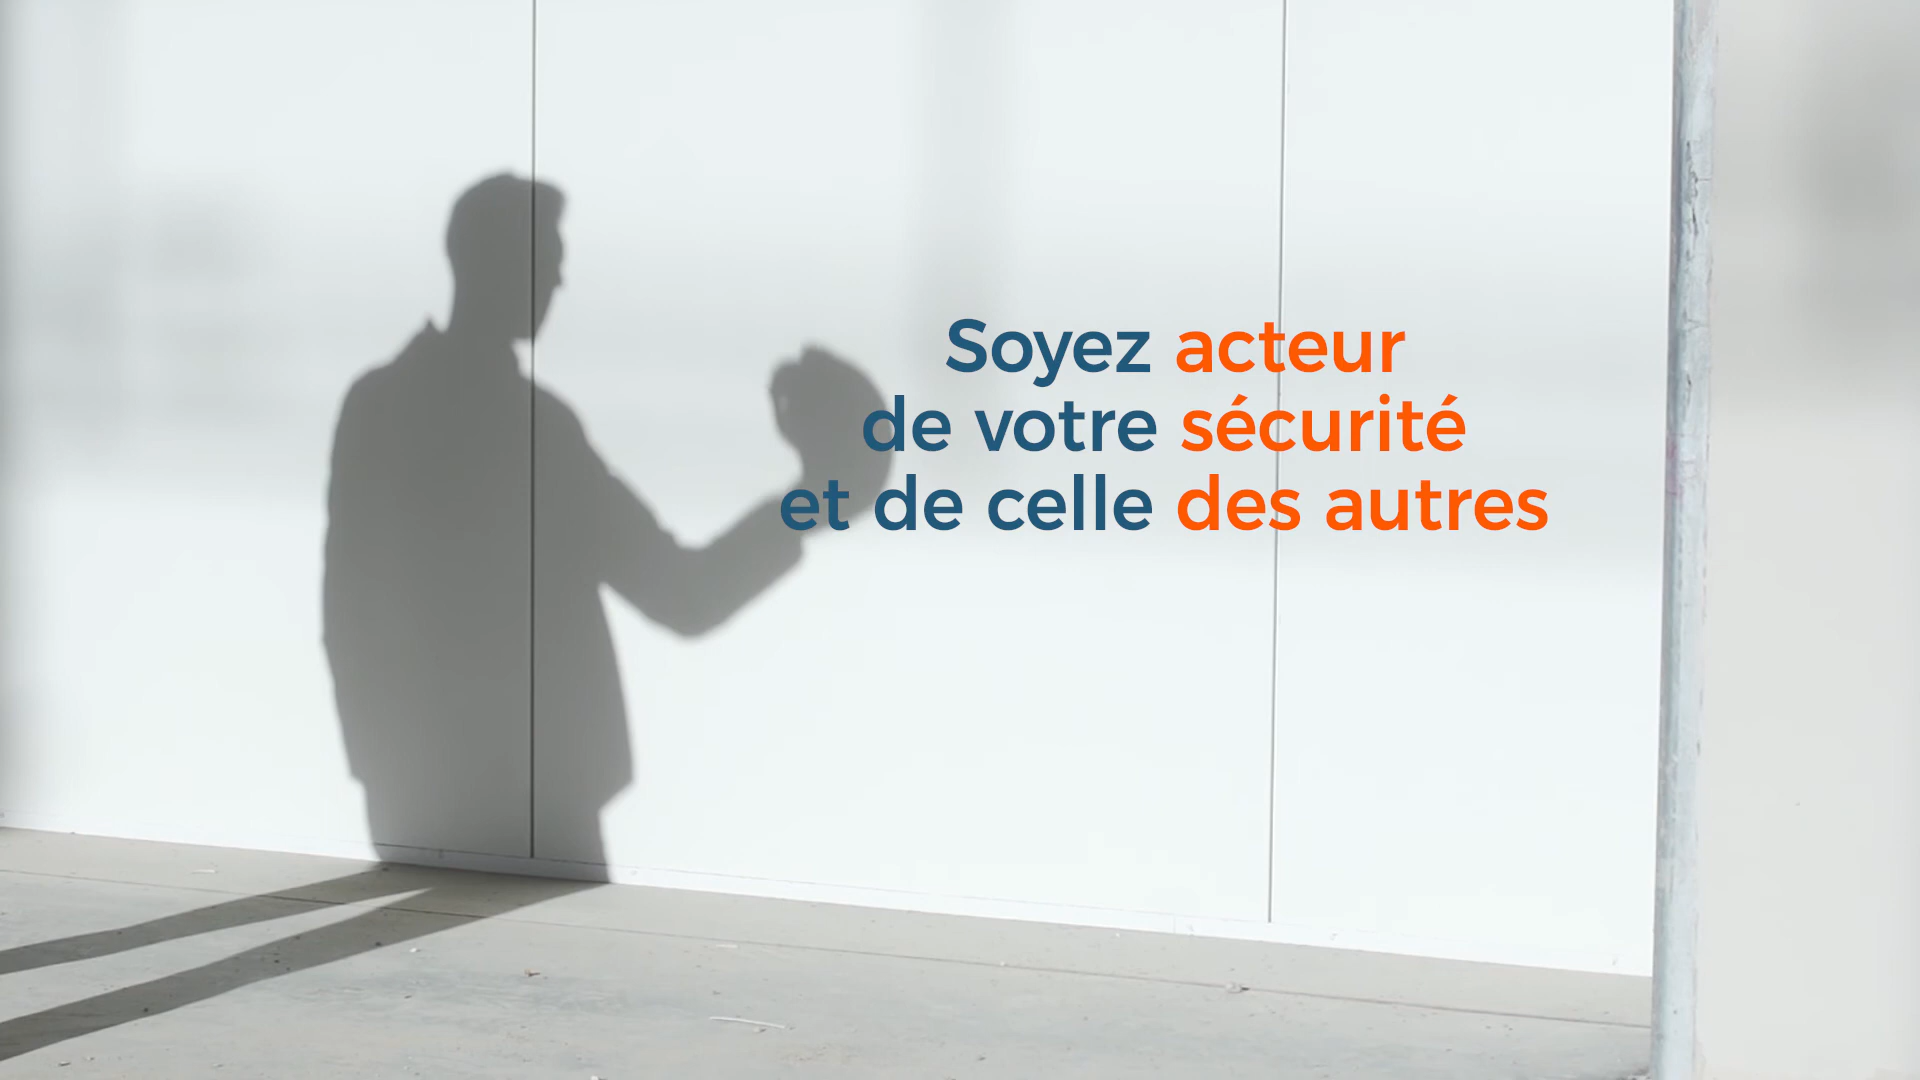 Soyez acteur
de votre sécurité
et de celle des autres